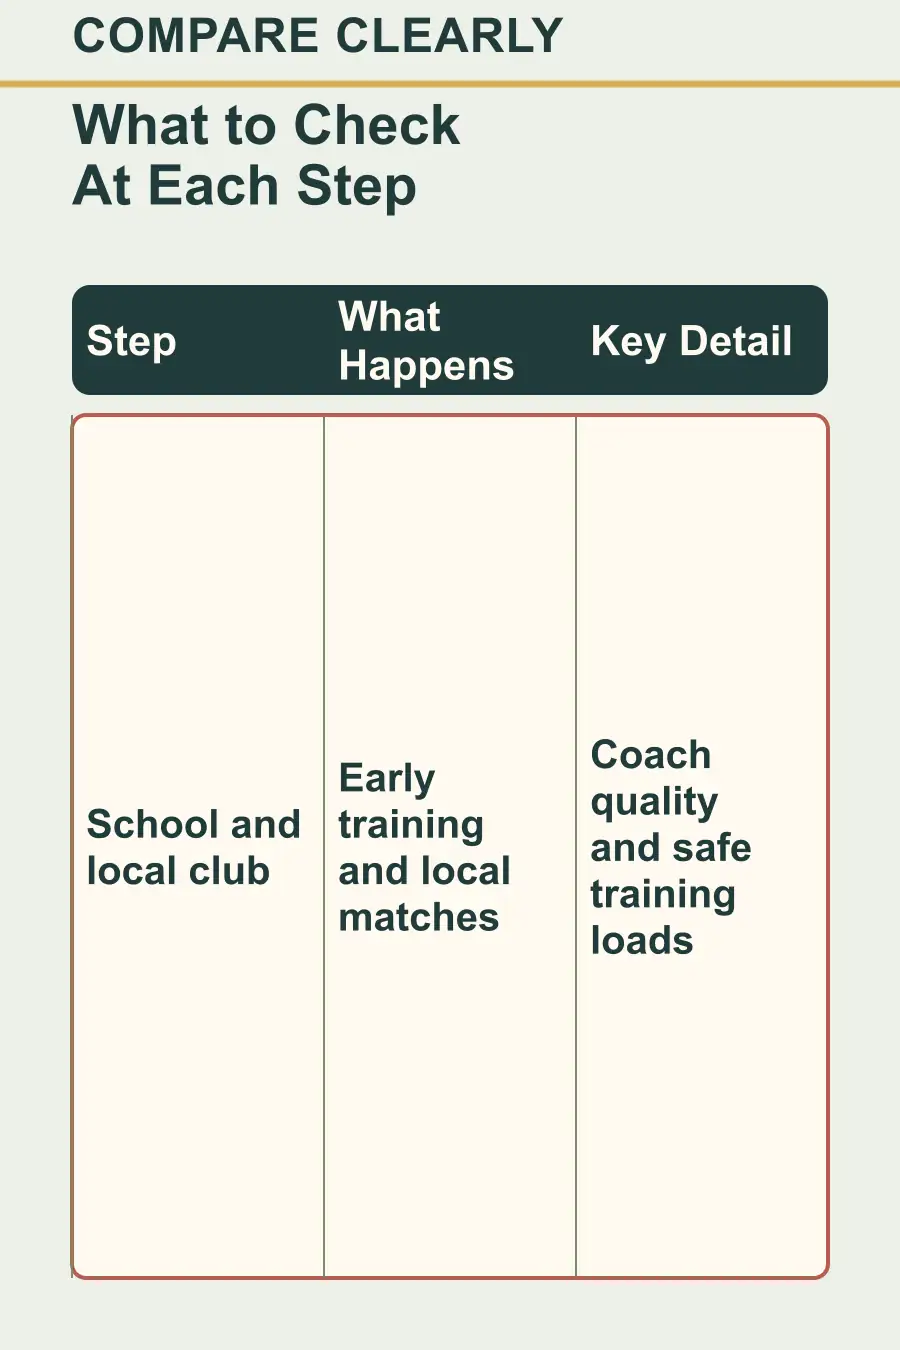 COMPARE CLEARLY
What to Check
At Each Step
Step
What
Happens
Key Detail
School and
local club
Early
training
and local
matches
Coach
quality
and safe
training
loads